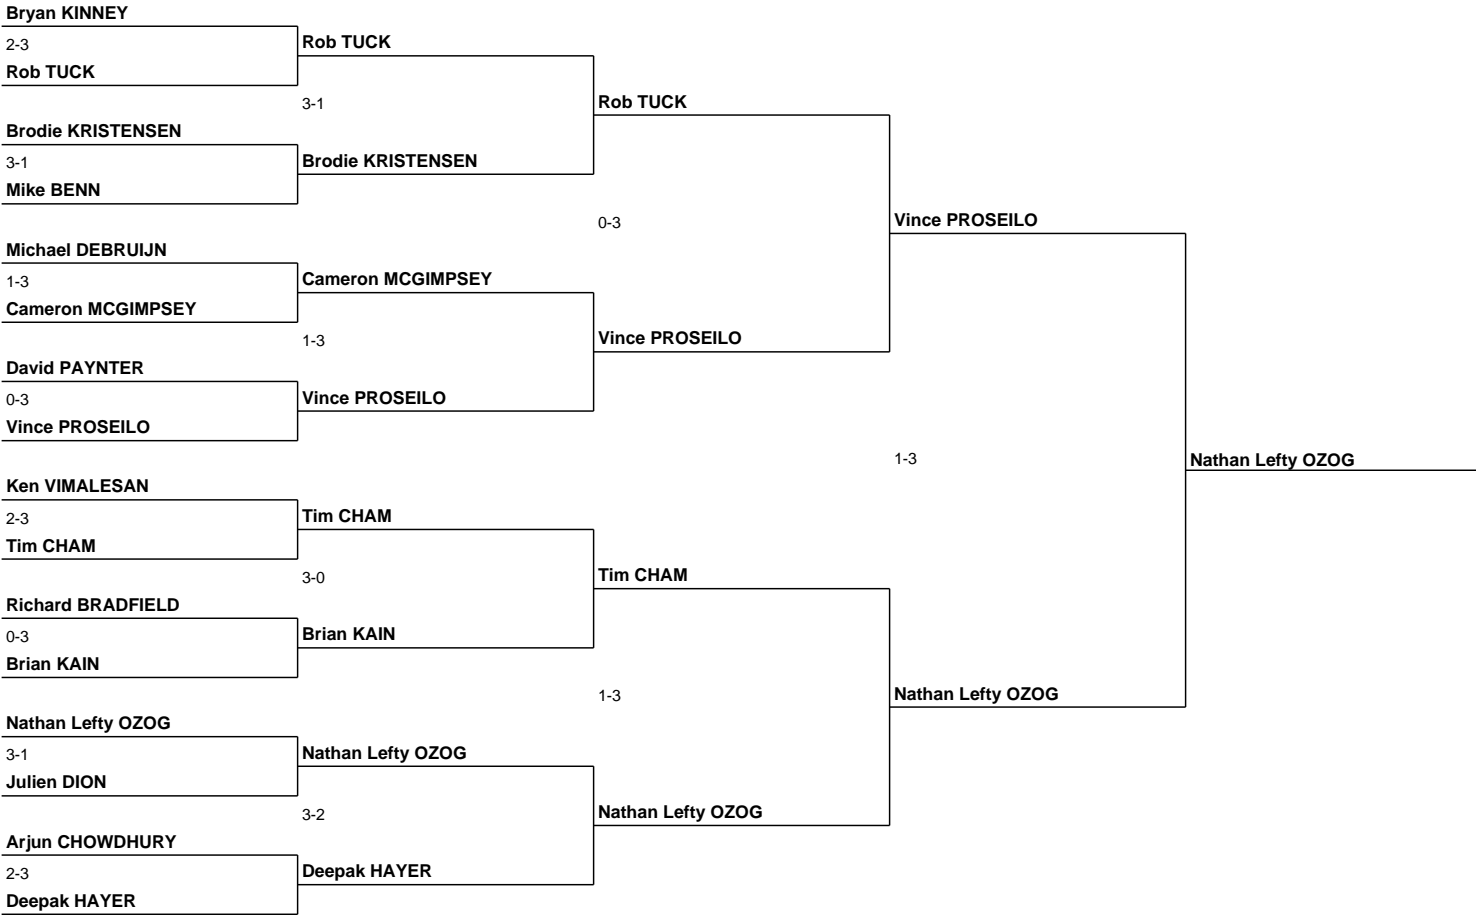 Bryan KINNEY
2-3
Rob TUCK
Brodie KRISTENSEN
3-1
Mike BENN
Michael DEBRUIJN
1-3
Cameron MCGIMPSEY
David PAYNTER
0-3
Vince PROSEILO
Ken VIMALESAN
2-3
Tim CHAM
Richard BRADFIELD
0-3
Brian KAIN
Nathan Lefty OZOG
3-1
Julien DION
Arjun CHOWDHURY
2-3
Deepak HAYER
Rob TUCK
3-1
Brodie KRISTENSEN
Cameron MCGIMPSEY
1-3
Vince PROSEILO
Tim CHAM
3-0
Brian KAIN
Nathan Lefty OZOG
3-2
Deepak HAYER
Rob TUCK
0-3
Vince PROSEILO
Tim CHAM
1-3
Nathan Lefty OZOG
Vince PROSEILO
1-3
Nathan Lefty OZOG
Nathan Lefty OZOG